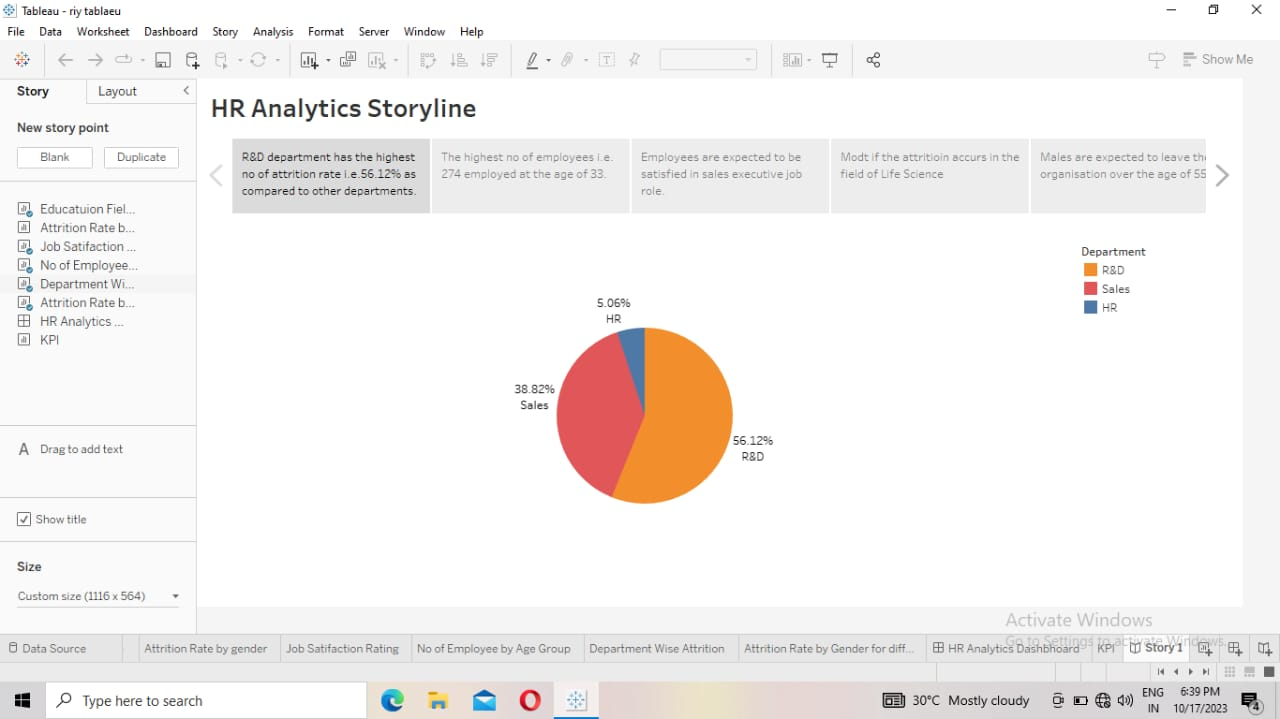 Tableau - riy tablaeu
File Data Worksheet Dashboard Story Analysis Format Server Window Help
Show Me
Story Layout
New story point
Blank Duplicate
Educatuion Fiel...
Attrition Rate b...
Job Satifaction ...
No of Employee...
Department Wi...
Attrition Rate b...
HR Analytics ...
KPI
A Drag to add text
Show title
Size
Custom size (1116 x 564)
HR Analytics Storyline
R&D department has the highest
no of attrition rate i.e.56.12% as
compared to other departments.
The highest no of employees i.e.
274 employed at the age of 33.
Employees are expected to be
satisfied in sales executive job
role.
Modt if the attritioin accurs in the
field of Life Science
Males are expected to leave the
organisation over the age of 55
Department
R&D
Sales
HR
5.06%
HR
38.82%
Sales
56.12%
R&D
Activate Windows
Go to Settings to activate Windows.
Data Source Attrition Rate by gender Job Satifaction Rating No of Employee by Age Group Department Wise Attrition Attrition Rate by Gender for diff... HR Analytics Dashbhoard KPI Story 1
Type here to search
30°C Mostly cloudy
ENG
IN
6:39 PM
10/17/2023
4